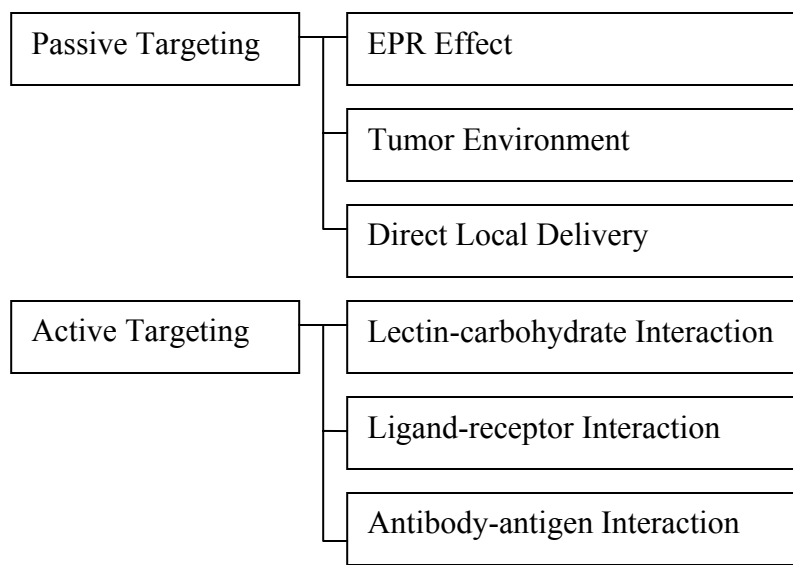 Passive Targeting
EPR Effect
Tumor Environment
Direct Local Delivery
Active Targeting
Lectin-carbohydrate Interaction
Ligand-receptor Interaction
Antibody-antigen Interaction